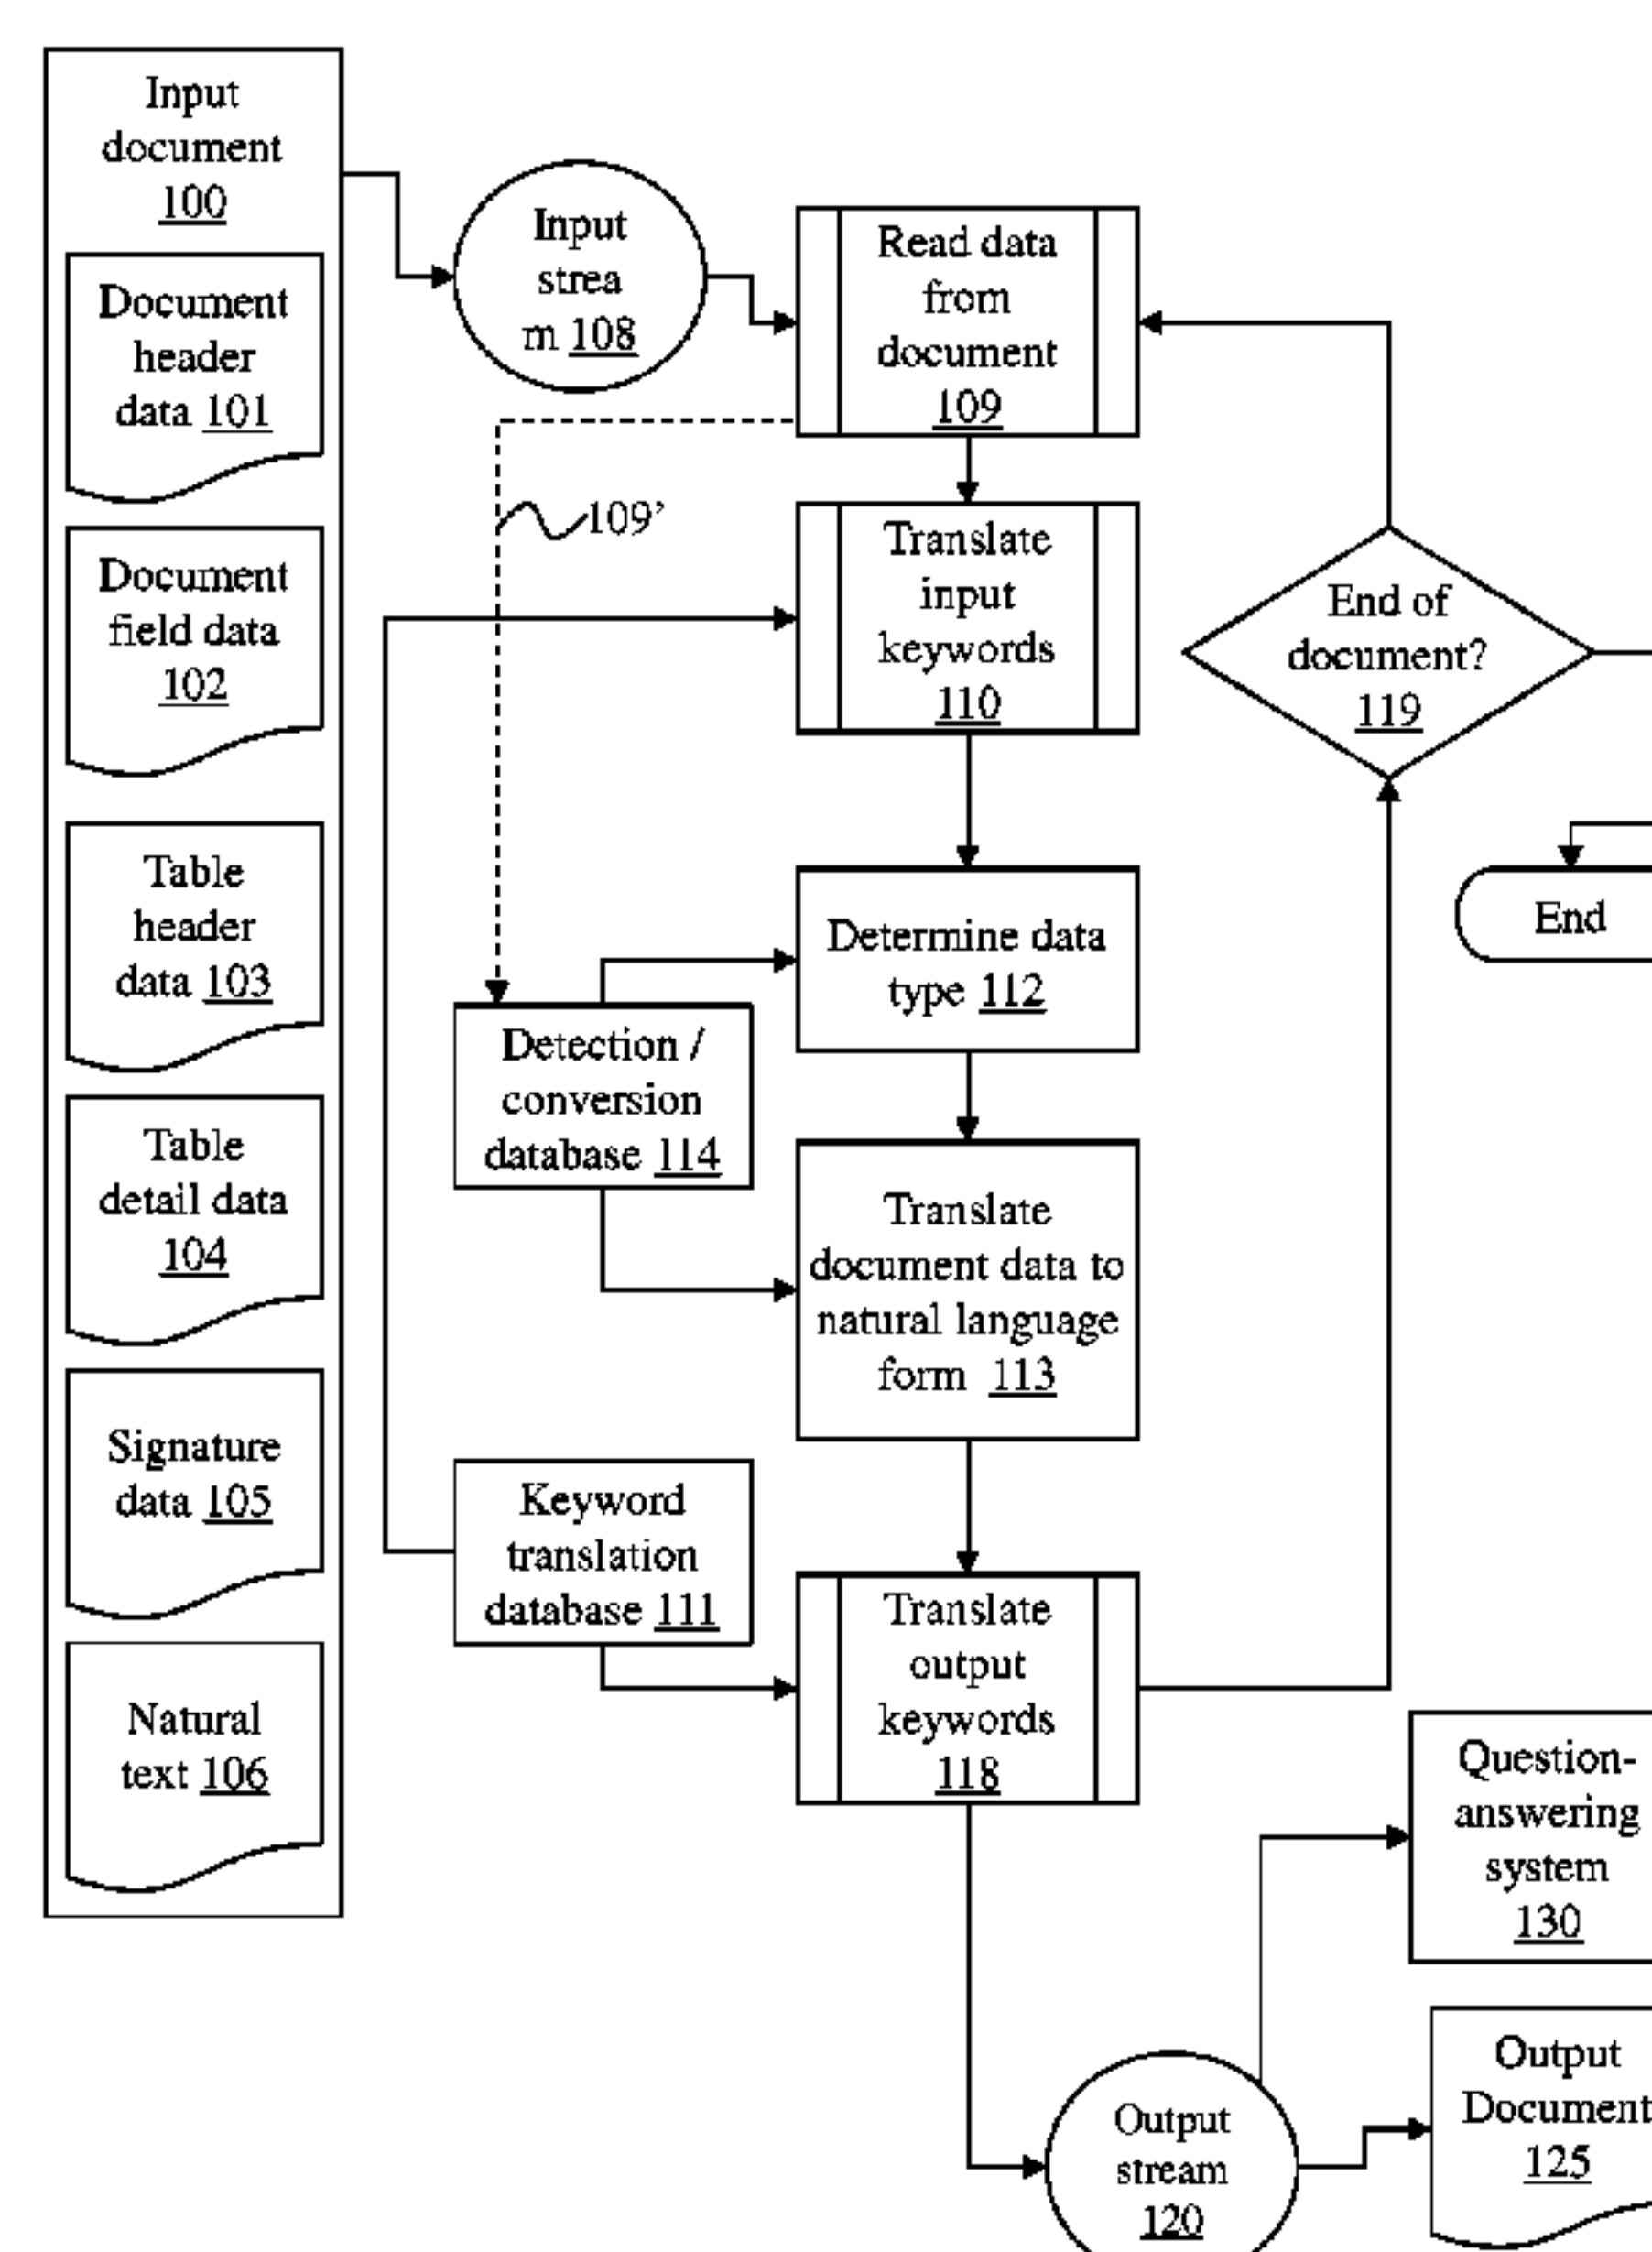 Input
document
100
Document
header
data 101
Document
field data
102
Table
header
data 103
Table
detail data
104
Signature
data 105
Natural
text 106
Input
strea
m 108
Read data
from
document
109
109’
Translate
input
keywords
110
End of
document?
119
End
Determine data
type 112
Detection /
conversion
database 114
Translate
document data to
natural language
form 113
Keyword
translation
database 111
Translate
output
keywords
118
Question-
answering
system
130
Output
stream
120
Output
Document
125